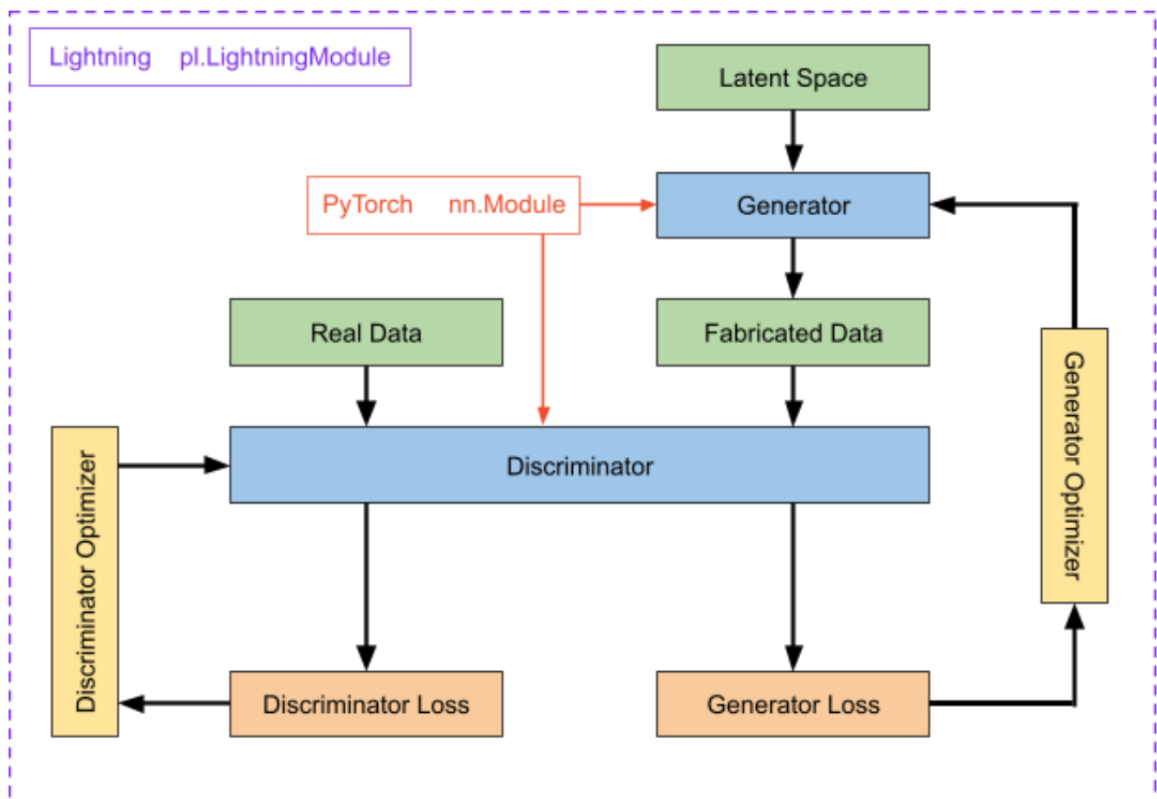 Lightning pl.LightningModule
Latent Space
PyTorch nn.Module
Generator
Real Data
Fabricated Data
Generator Optimizer
Discriminator
Discriminator Optimizer
Discriminator Loss
Generator Loss